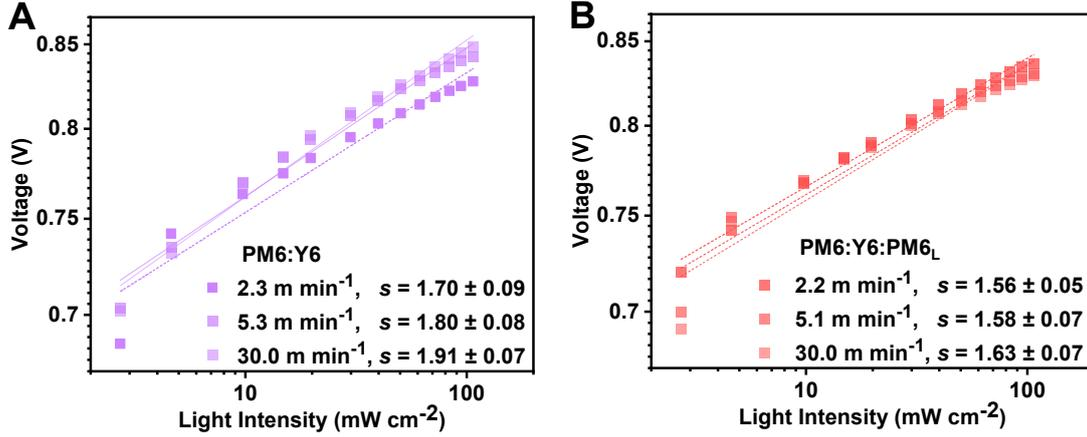 A
0.85
0.8
0.75
0.7
Voltage (V)
PM6:Y6
2.3 m min⁻¹, s = 1.70 ± 0.09
5.3 m min⁻¹, s = 1.80 ± 0.08
30.0 m min⁻¹, s = 1.91 ± 0.07
10
100
Light Intensity (mW cm⁻²)
B
0.85
0.8
0.75
0.7
Voltage (V)
PM6:Y6:PM6L
2.2 m min⁻¹, s = 1.56 ± 0.05
5.1 m min⁻¹, s = 1.58 ± 0.07
30.0 m min⁻¹, s = 1.63 ± 0.07
10
100
Light Intensity (mW cm⁻²)